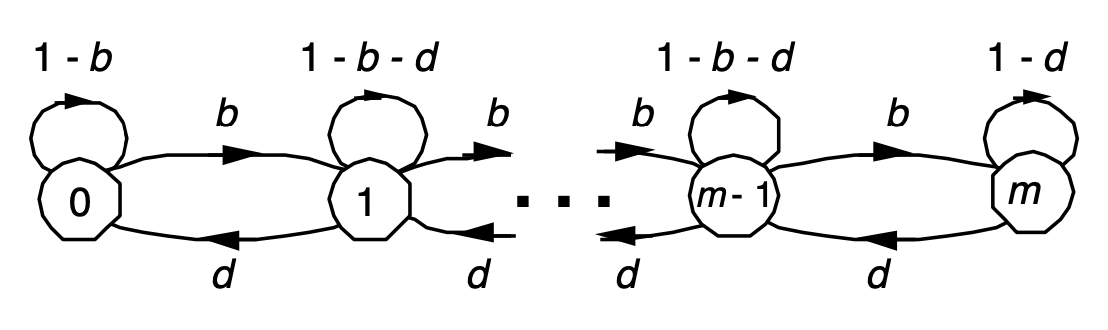 1 - b 1 - b - d 1 - b - d 1 - d
b b b b
0 1 . . . m - 1 m
d d d d